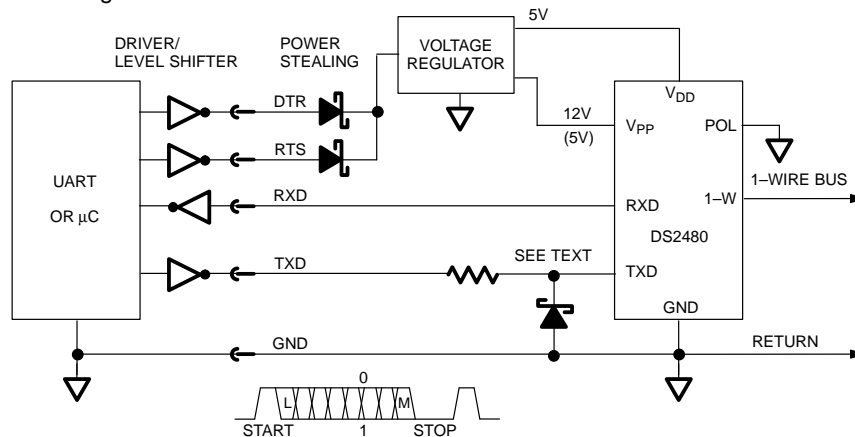 DRIVER/
LEVEL SHIFTER
POWER
STEALING
VOLTAGE
REGULATOR
5V
12V
(5V)
VDD
VPP
POL
DTR
RTS
UART
OR μC
RXD
RXD
1–W
1–WIRE BUS
DS2480
TXD
SEE TEXT
TXD
GND
GND
RETURN
0
L
M
START
1
STOP